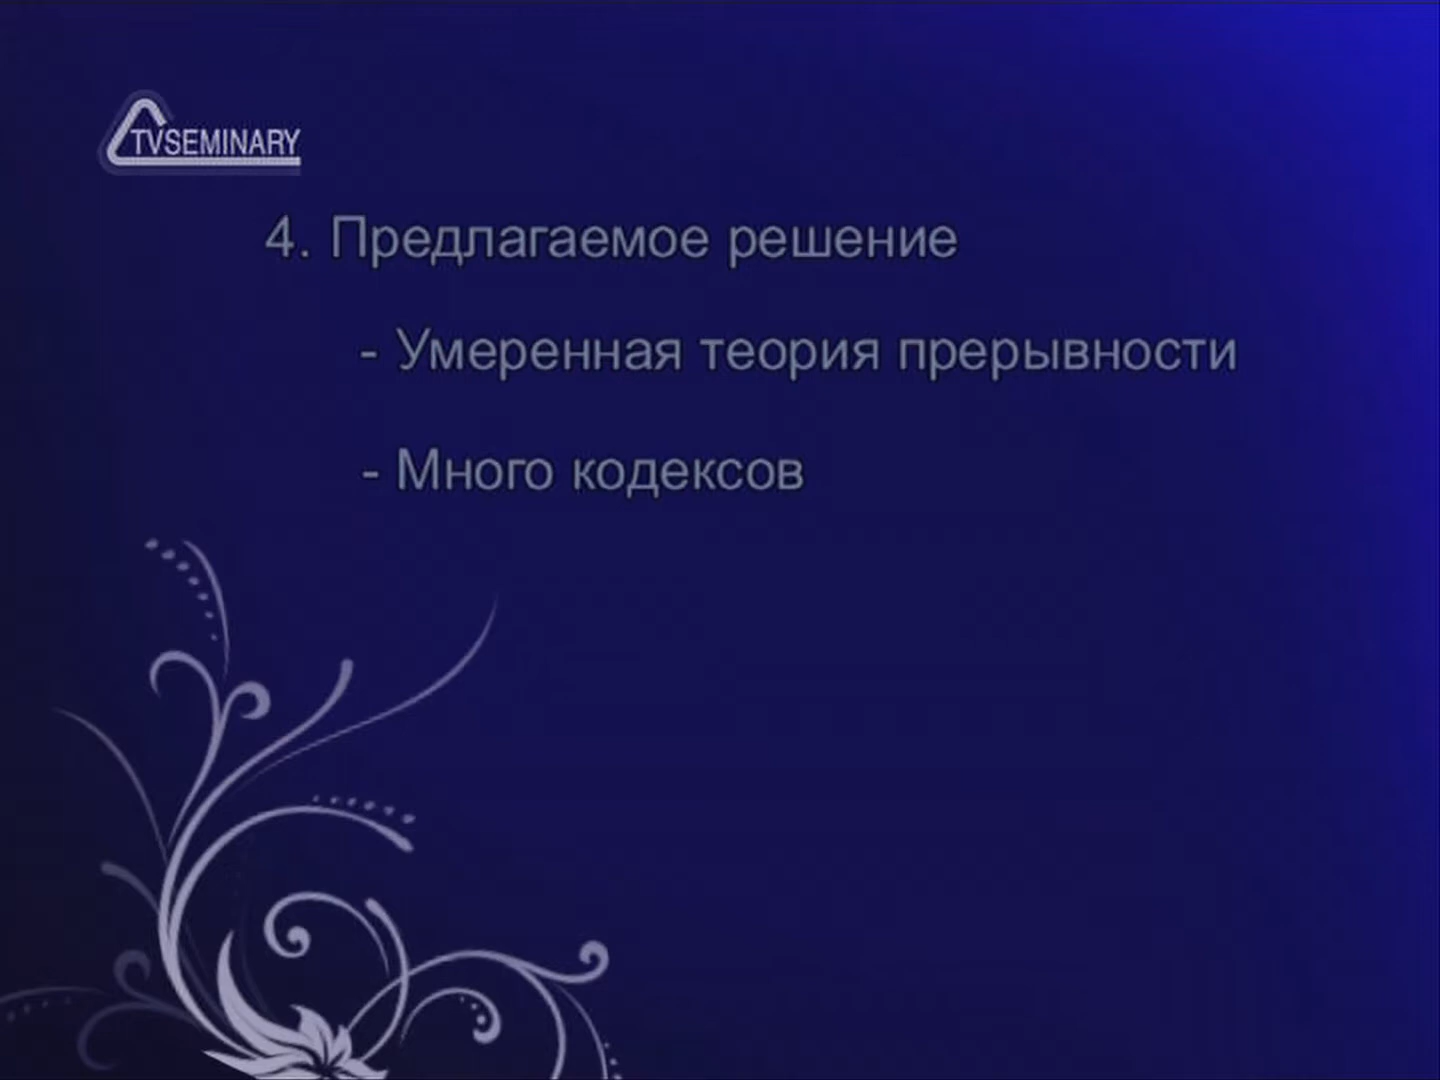 TVSEMINARY
4. Предлагаемое решение
- Умеренная теория прерывности
- Много кодексов